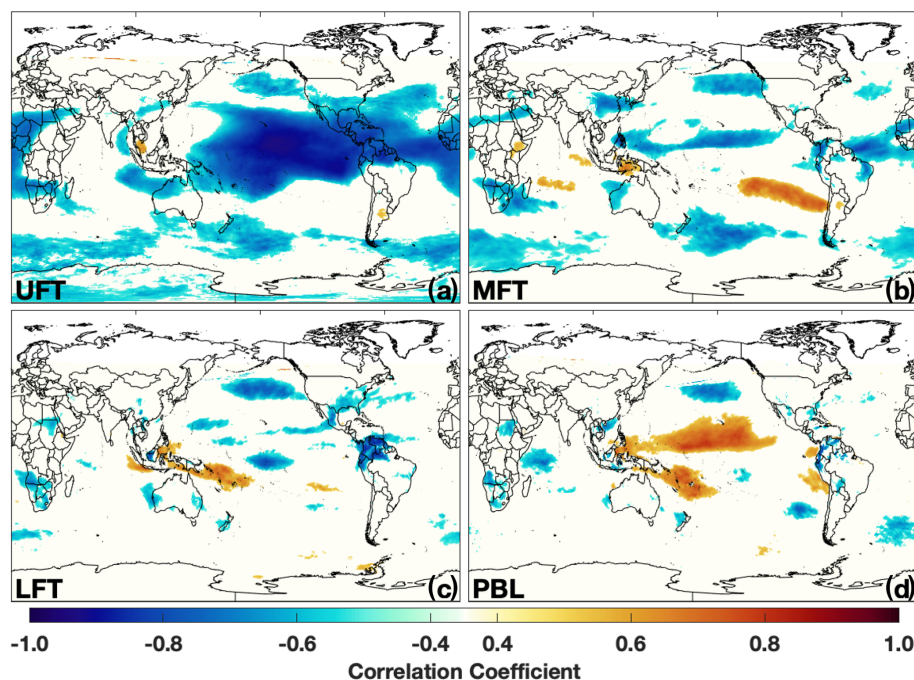 UFT (a)
MFT (b)
LFT (c)
PBL (d)
-1.0 -0.8 -0.6 -0.4 0.4 0.6 0.8 1.0
Correlation Coefficient